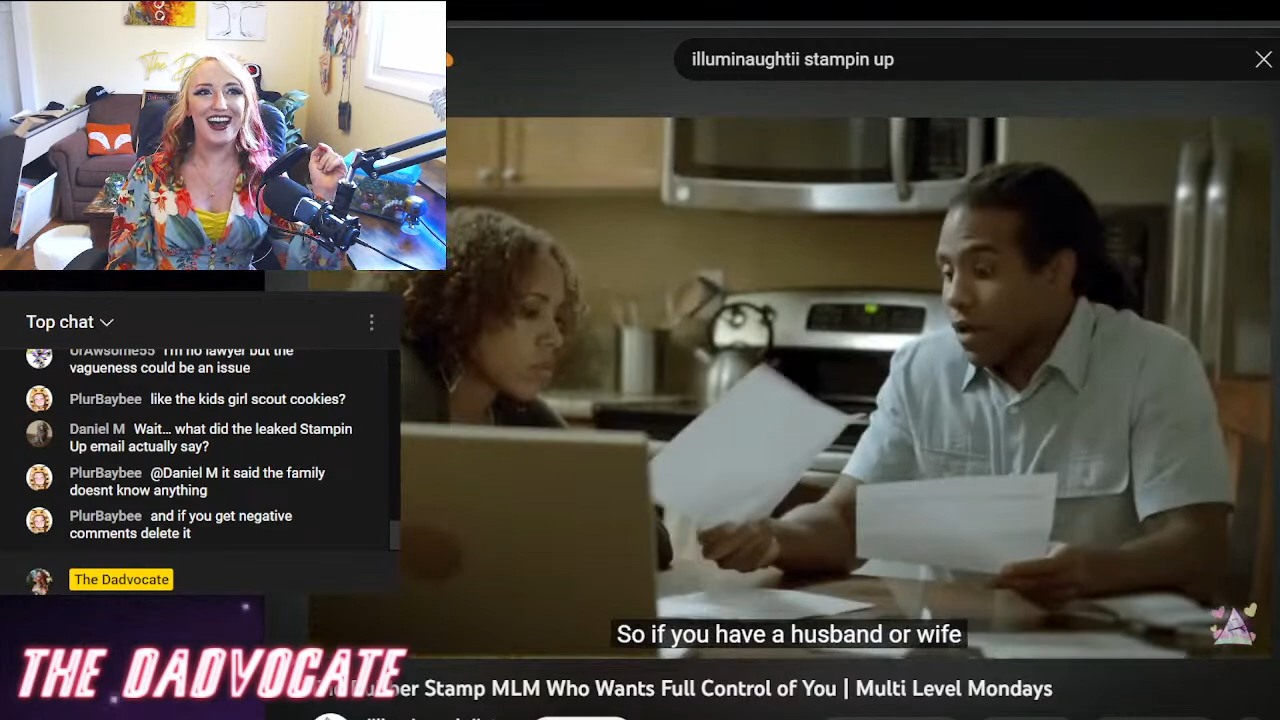 The D
illuminaughtii stampin up
Top chat
UrAwsome55 I'm no lawyer but the
vagueness could be an issue
PlurBaybee like the kids girl scout cookies?
Daniel M Wait... what did the leaked Stampin
Up email actually say?
PlurBaybee @Daniel M it said the family
doesnt know anything
PlurBaybee and if you get negative
comments delete it
The Dadvocate
THE DADVOCATE
So if you have a husband or wife
Stamp MLM Who Wants Full Control of You | Multi Level Mondays